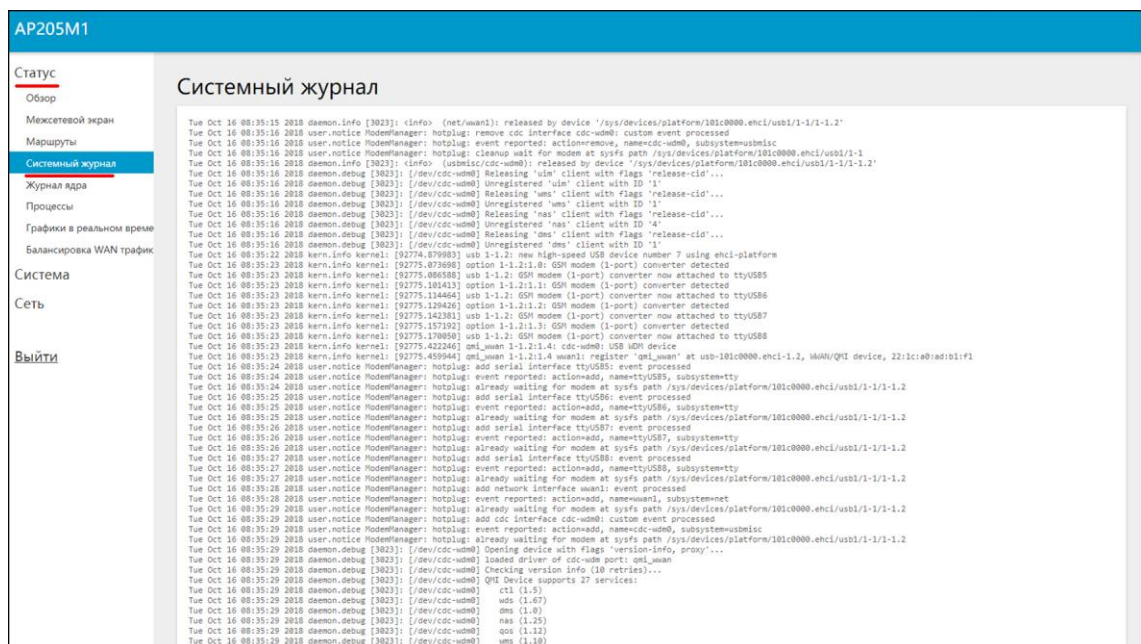 AP205M1
Статус
Обзор
Межсетевой экран
Маршруты
Системный журнал
Журнал ядра
Процессы
Графики в реальном време
Балансировка WAN трафик
Система
Сеть
Выйти
Системный журнал
Tue Oct 16 08:35:15 2018 daemon.info [3023]: <info> (net/wwan1): released by device '/sys/devices/platform/101c0000.ehci/usb1/1-1/1-1.2'
Tue Oct 16 08:35:16 2018 user.notice ModemManager: hotplug: remove cdc interface cdc-wdm0: custom event processed
Tue Oct 16 08:35:16 2018 user.notice ModemManager: hotplug: event reported: action=remove, name=cdc-wdm0, subsystem=usbmisc
Tue Oct 16 08:35:16 2018 user.notice ModemManager: hotplug: cleanup wait for modem at sysfs path /sys/devices/platform/101c0000.ehci/usb1/1-1
Tue Oct 16 08:35:16 2018 daemon.info [3023]: <info> (usbmisc/cdc-wdm0): released by device '/sys/devices/platform/101c0000.ehci/usb1/1-1/1-1.2'
Tue Oct 16 08:35:16 2018 daemon.debug [3023]: [/dev/cdc-wdm0] Releasing 'uim' client with flags 'release-cid'...
Tue Oct 16 08:35:16 2018 daemon.debug [3023]: [/dev/cdc-wdm0] Unregistered 'uim' client with ID '1'
Tue Oct 16 08:35:16 2018 daemon.debug [3023]: [/dev/cdc-wdm0] Releasing 'wms' client with flags 'release-cid'...
Tue Oct 16 08:35:16 2018 daemon.debug [3023]: [/dev/cdc-wdm0] Unregistered 'wms' client with ID '1'
Tue Oct 16 08:35:16 2018 daemon.debug [3023]: [/dev/cdc-wdm0] Releasing 'nas' client with flags 'release-cid'...
Tue Oct 16 08:35:16 2018 daemon.debug [3023]: [/dev/cdc-wdm0] Unregistered 'nas' client with ID '4'
Tue Oct 16 08:35:16 2018 daemon.debug [3023]: [/dev/cdc-wdm0] Releasing 'dms' client with flags 'release-cid'...
Tue Oct 16 08:35:16 2018 daemon.debug [3023]: [/dev/cdc-wdm0] Unregistered 'dms' client with ID '1'
Tue Oct 16 08:35:22 2018 kern.info kernel: [92774.879983] usb 1-1.2: new high-speed USB device number 7 using ehci-platform
Tue Oct 16 08:35:23 2018 kern.info kernel: [92775.073698] option 1-1.2:1.0: GSM modem (1-port) converter detected
Tue Oct 16 08:35:23 2018 kern.info kernel: [92775.086588] usb 1-1.2: GSM modem (1-port) converter now attached to ttyUSB5
Tue Oct 16 08:35:23 2018 kern.info kernel: [92775.101413] option 1-1.2:1.1: GSM modem (1-port) converter detected
Tue Oct 16 08:35:23 2018 kern.info kernel: [92775.114464] usb 1-1.2: GSM modem (1-port) converter now attached to ttyUSB6
Tue Oct 16 08:35:23 2018 kern.info kernel: [92775.129426] option 1-1.2:1.2: GSM modem (1-port) converter detected
Tue Oct 16 08:35:23 2018 kern.info kernel: [92775.142381] usb 1-1.2: GSM modem (1-port) converter now attached to ttyUSB7
Tue Oct 16 08:35:23 2018 kern.info kernel: [92775.157192] option 1-1.2:1.3: GSM modem (1-port) converter detected
Tue Oct 16 08:35:23 2018 kern.info kernel: [92775.170050] usb 1-1.2: GSM modem (1-port) converter now attached to ttyUSB8
Tue Oct 16 08:35:23 2018 kern.info kernel: [92775.422246] qmi_wwan 1-1.2:1.4: cdc-wdm0: USB WDM device
Tue Oct 16 08:35:23 2018 kern.info kernel: [92775.459944] qmi_wwan 1-1.2:1.4 wwan1: register 'qmi_wwan' at usb-101c0000.ehci-1.2, WWAN/QMI device, 22:1c:a0:ad:b1:f1
Tue Oct 16 08:35:24 2018 user.notice ModemManager: hotplug: add serial interface ttyUSB5: event processed
Tue Oct 16 08:35:24 2018 user.notice ModemManager: hotplug: event reported: action=add, name=ttyUSB5, subsystem=tty
Tue Oct 16 08:35:24 2018 user.notice ModemManager: hotplug: already waiting for modem at sysfs path /sys/devices/platform/101c0000.ehci/usb1/1-1/1-1.2
Tue Oct 16 08:35:25 2018 user.notice ModemManager: hotplug: add serial interface ttyUSB6: event processed
Tue Oct 16 08:35:25 2018 user.notice ModemManager: hotplug: event reported: action=add, name=ttyUSB6, subsystem=tty
Tue Oct 16 08:35:25 2018 user.notice ModemManager: hotplug: already waiting for modem at sysfs path /sys/devices/platform/101c0000.ehci/usb1/1-1/1-1.2
Tue Oct 16 08:35:26 2018 user.notice ModemManager: hotplug: add serial interface ttyUSB7: event processed
Tue Oct 16 08:35:26 2018 user.notice ModemManager: hotplug: event reported: action=add, name=ttyUSB7, subsystem=tty
Tue Oct 16 08:35:26 2018 user.notice ModemManager: hotplug: already waiting for modem at sysfs path /sys/devices/platform/101c0000.ehci/usb1/1-1/1-1.2
Tue Oct 16 08:35:27 2018 user.notice ModemManager: hotplug: add serial interface ttyUSB8: event processed
Tue Oct 16 08:35:27 2018 user.notice ModemManager: hotplug: event reported: action=add, name=ttyUSB8, subsystem=tty
Tue Oct 16 08:35:27 2018 user.notice ModemManager: hotplug: already waiting for modem at sysfs path /sys/devices/platform/101c0000.ehci/usb1/1-1/1-1.2
Tue Oct 16 08:35:28 2018 user.notice ModemManager: hotplug: add network interface wwan1: event processed
Tue Oct 16 08:35:28 2018 user.notice ModemManager: hotplug: event reported: action=add, name=wwan1, subsystem=net
Tue Oct 16 08:35:29 2018 user.notice ModemManager: hotplug: already waiting for modem at sysfs path /sys/devices/platform/101c0000.ehci/usb1/1-1/1-1.2
Tue Oct 16 08:35:29 2018 user.notice ModemManager: hotplug: add cdc interface cdc-wdm0: custom event processed
Tue Oct 16 08:35:29 2018 user.notice ModemManager: hotplug: event reported: action=add, name=cdc-wdm0, subsystem=usbmisc
Tue Oct 16 08:35:29 2018 user.notice ModemManager: hotplug: already waiting for modem at sysfs path /sys/devices/platform/101c0000.ehci/usb1/1-1/1-1.2
Tue Oct 16 08:35:29 2018 daemon.debug [3023]: [/dev/cdc-wdm0] Opening device with flags 'version-info, proxy'...
Tue Oct 16 08:35:29 2018 daemon.debug [3023]: [/dev/cdc-wdm0] loaded driver of cdc-wdm port: qmi_wwan
Tue Oct 16 08:35:29 2018 daemon.debug [3023]: [/dev/cdc-wdm0] Checking version info (10 retries)...
Tue Oct 16 08:35:29 2018 daemon.debug [3023]: [/dev/cdc-wdm0] QMI Device supports 27 services:
Tue Oct 16 08:35:29 2018 daemon.debug [3023]: [/dev/cdc-wdm0] ctl (1.5)
Tue Oct 16 08:35:29 2018 daemon.debug [3023]: [/dev/cdc-wdm0] wds (1.67)
Tue Oct 16 08:35:29 2018 daemon.debug [3023]: [/dev/cdc-wdm0] dms (1.0)
Tue Oct 16 08:35:29 2018 daemon.debug [3023]: [/dev/cdc-wdm0] nas (1.25)
Tue Oct 16 08:35:29 2018 daemon.debug [3023]: [/dev/cdc-wdm0] qos (1.12)
Tue Oct 16 08:35:29 2018 daemon.debug [3023]: [/dev/cdc-wdm0] wms (1.10)